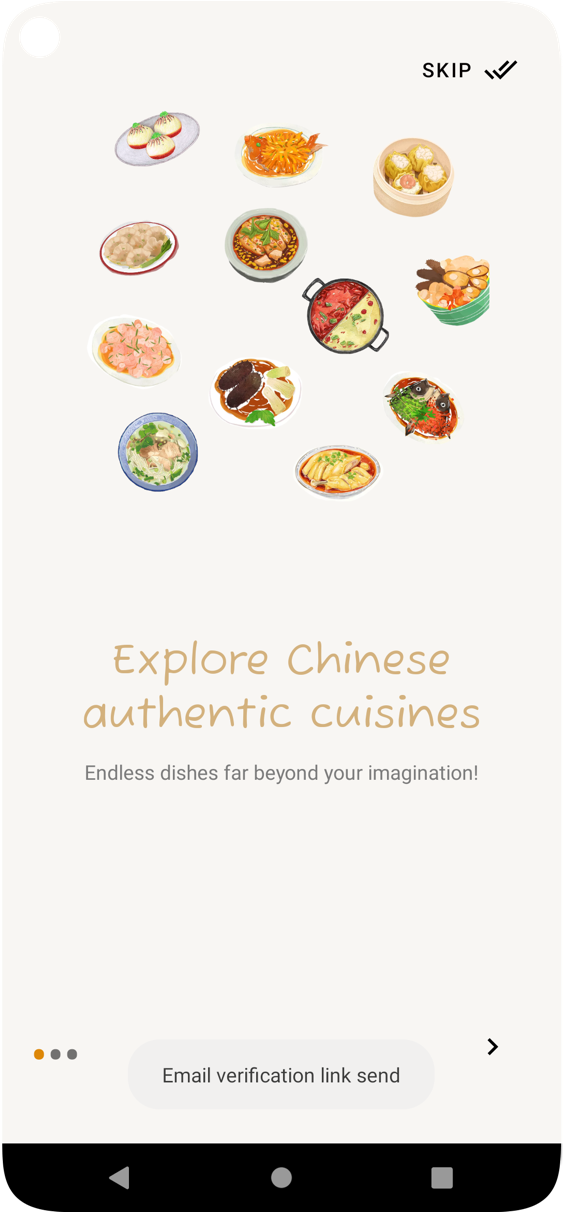 SKIP
Explore Chinese
authentic cuisines
Endless dishes far beyond your imagination!
Email verification link send